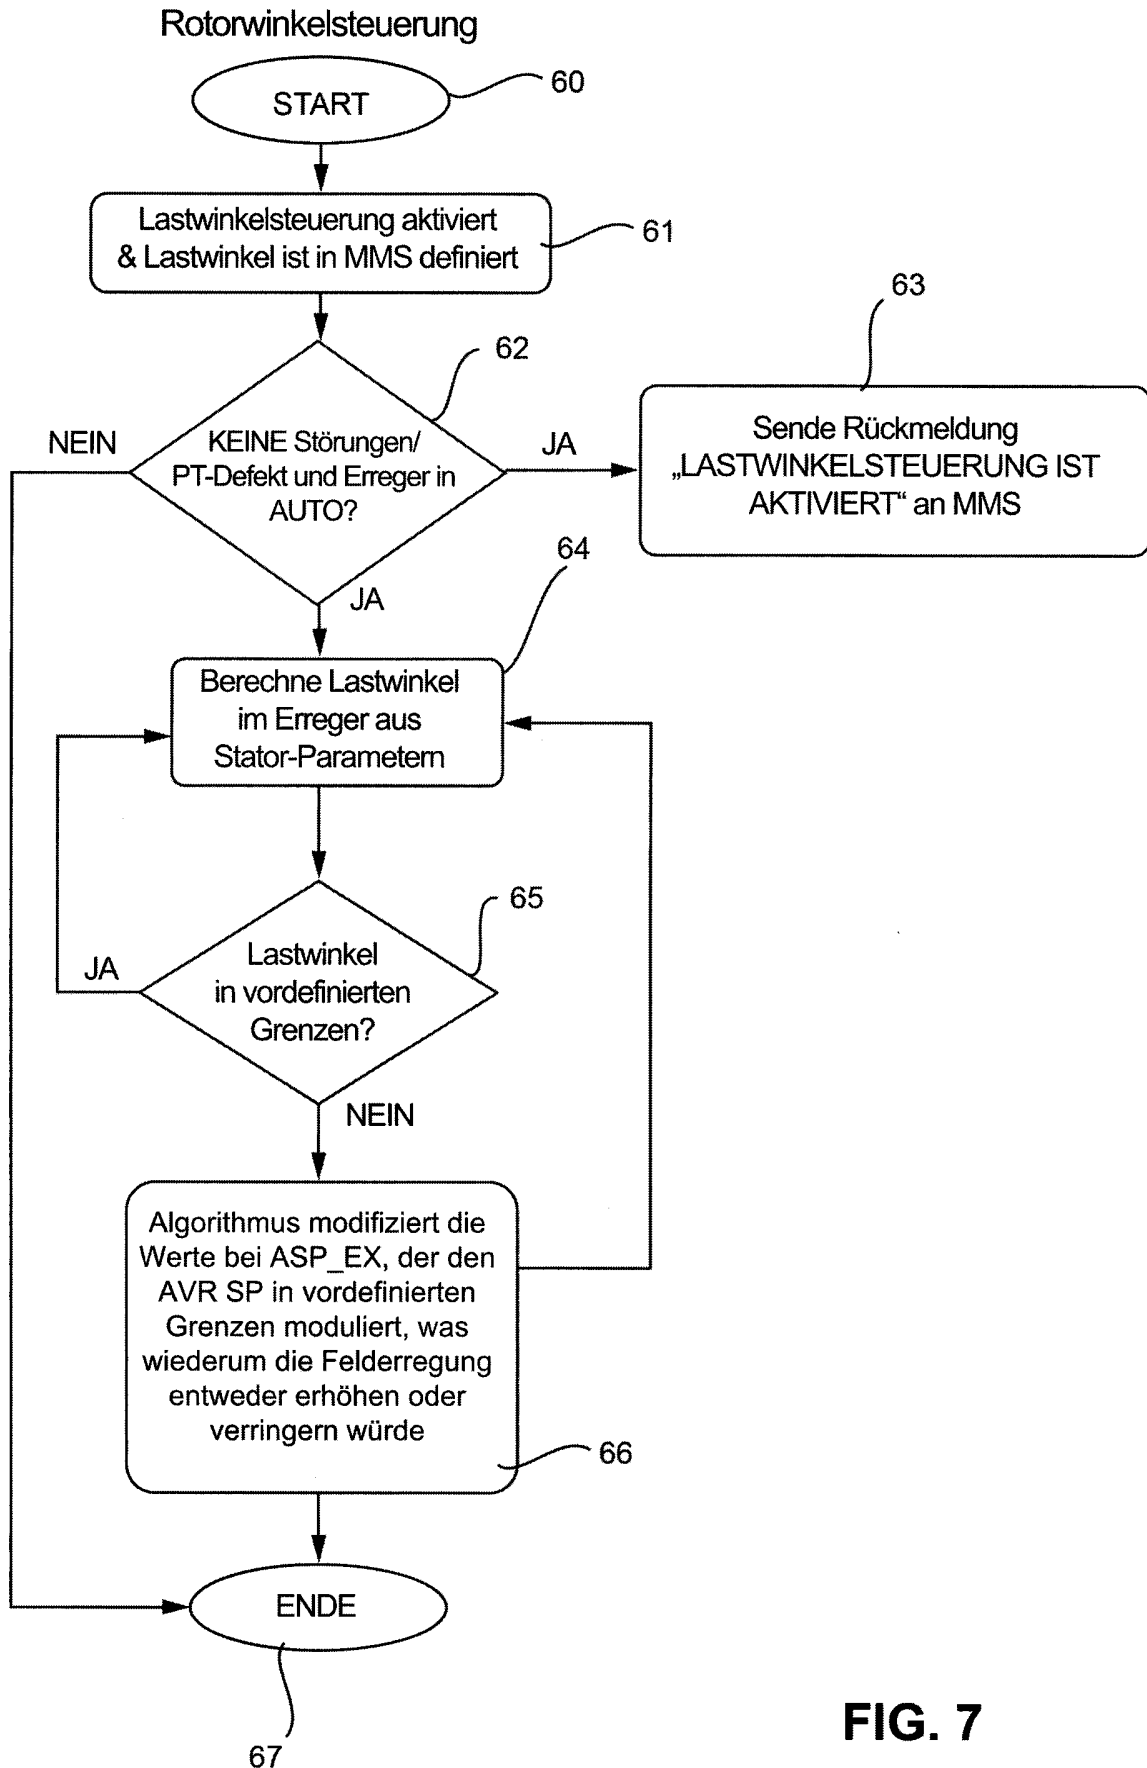 Rotorwinkelsteuerung
START
60
Lastwinkelsteuerung aktiviert
& Lastwinkel ist in MMS definiert
61
62
63
NEIN
KEINE Störungen/
PT-Defekt und Erreger in
AUTO?
JA
Sende Rückmeldung
„LASTWINKELSTEUERUNG IST
AKTIVIERT“ an MMS
JA
64
Berechne Lastwinkel
im Erreger aus
Stator-Parametern
65
JA
Lastwinkel
in vordefinierten
Grenzen?
NEIN
Algorithmus modifiziert die
Werte bei ASP_EX, der den
AVR SP in vordefinierten
Grenzen moduliert, was
wiederum die Felderregung
entweder erhöhen oder
verringern würde
66
ENDE
67
FIG. 7